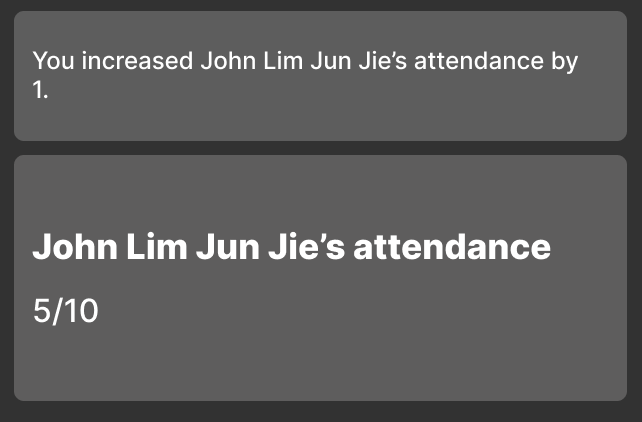 You increased John Lim Jun Jie’s attendance by
1.
John Lim Jun Jie’s attendance
5/10